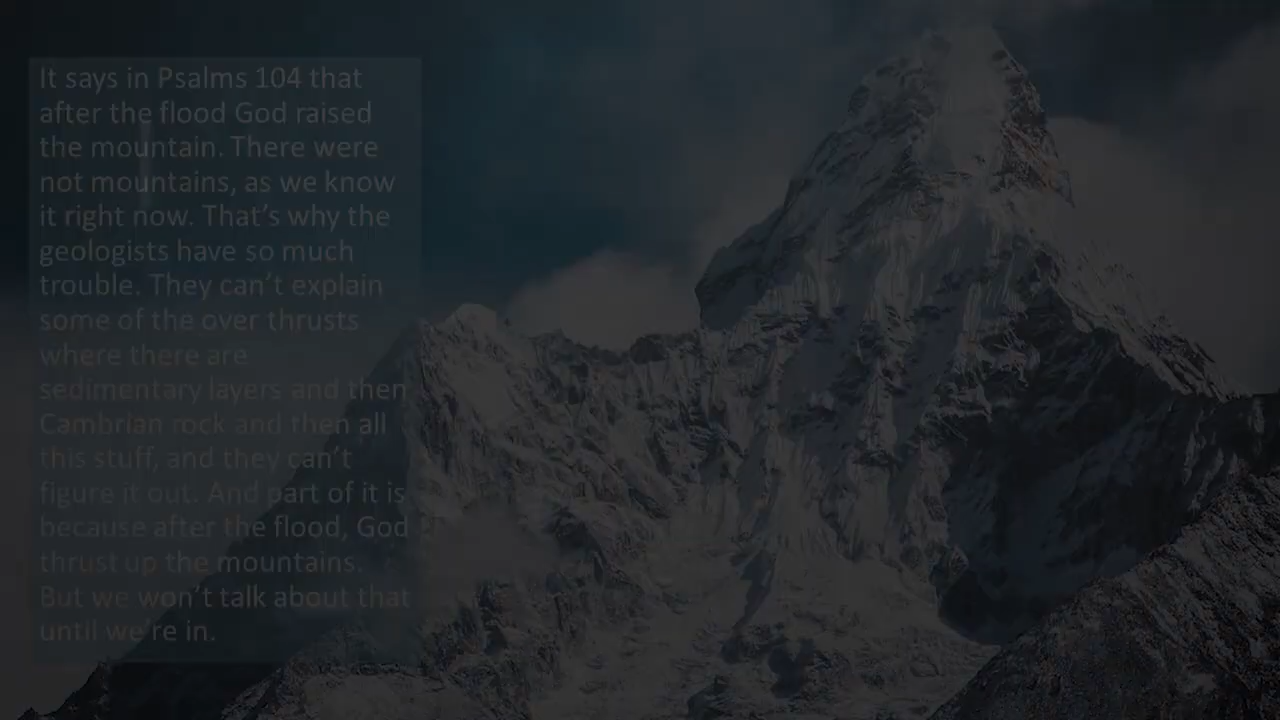 It says in Psalms 104 that
after the flood God raised
the mountain. There were
not mountains, as we know
it right now. That’s why the
geologists have so much
trouble. They can’t explain
some of the over thrusts
where there are
sedimentary layers and then
Cambrian rock and then all
this stuff, and they can’t
figure it out. And part of it is
because after the flood, God
thrust up the mountains.
But we won’t talk about that
until we’re in.